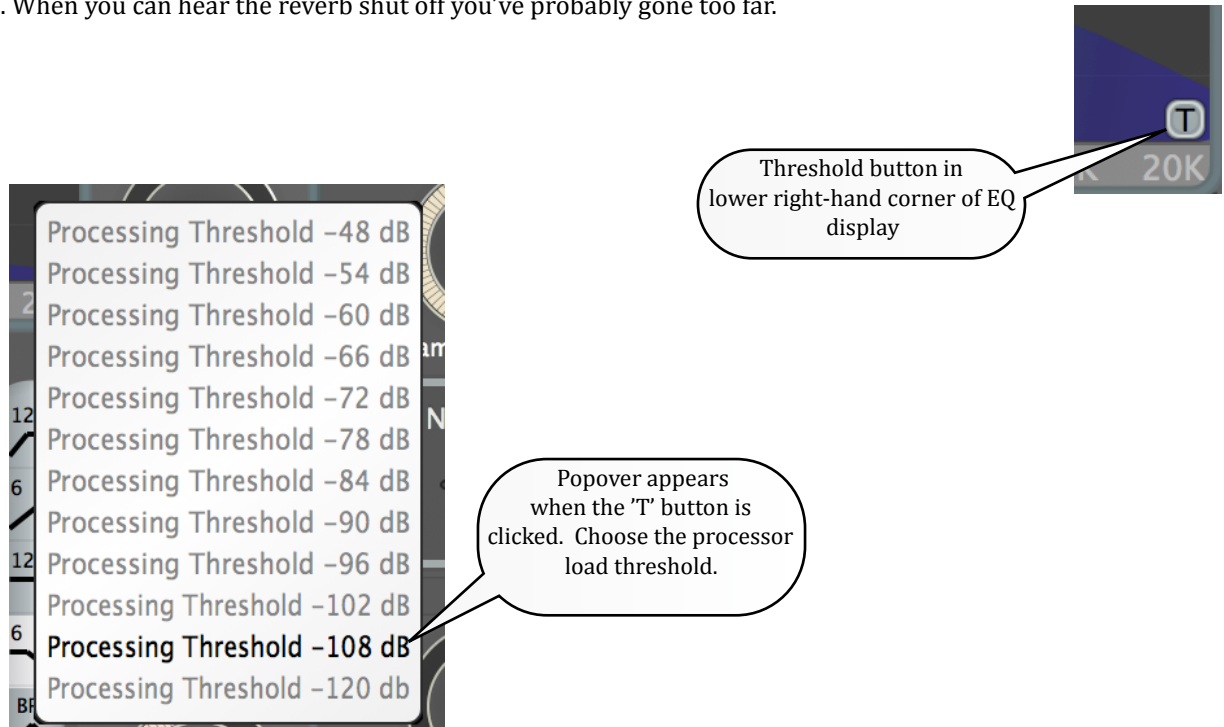 . When you can hear the reverb shut off you've probably gone too far.
T
K 20K
Threshold button in
lower right-hand corner of EQ
display
Processing Threshold –48 dB
Processing Threshold –54 dB
Processing Threshold –60 dB
Processing Threshold –66 dB
Processing Threshold –72 dB
Processing Threshold –78 dB
Processing Threshold –84 dB
Processing Threshold –90 dB
Processing Threshold –96 dB
Processing Threshold –102 dB
Processing Threshold –108 dB
Processing Threshold –120 db
2
12
6
12
6
BP
am
N
Popover appears
when the ’T’ button is
clicked.  Choose the processor
load threshold.